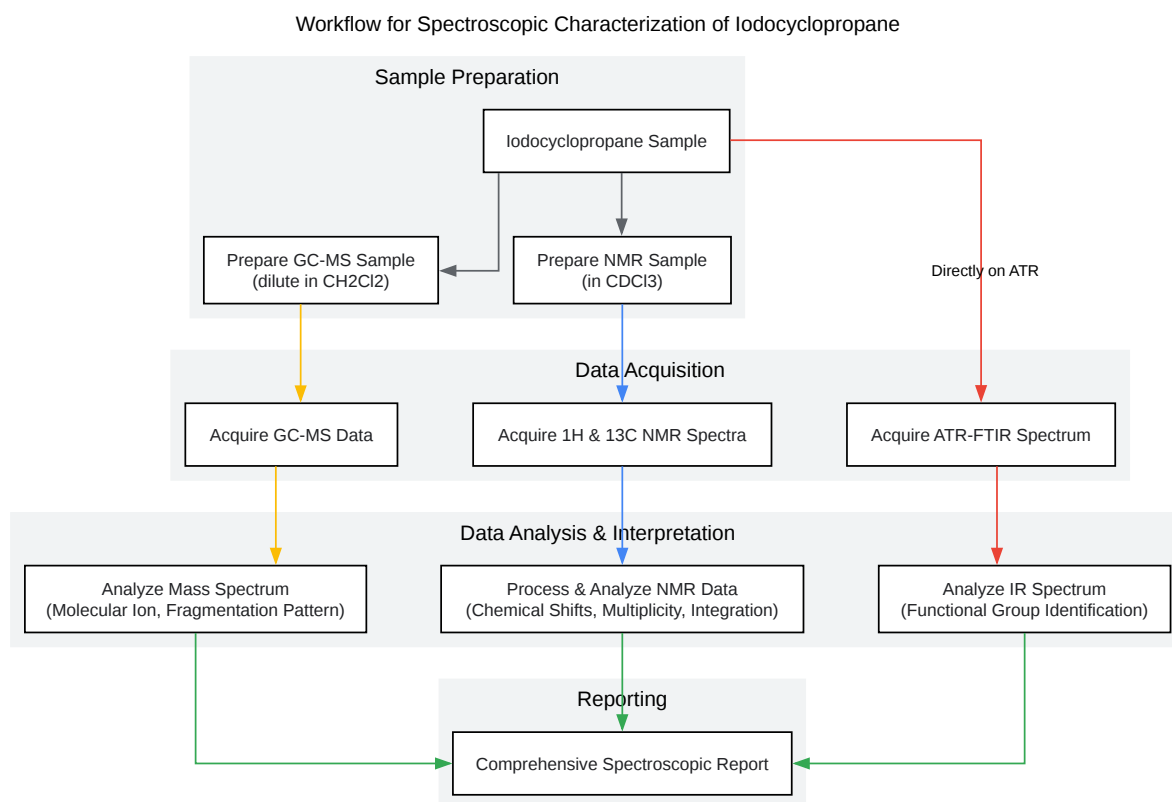 Workflow for Spectroscopic Characterization of Iodocyclopropane
Sample Preparation
Iodocyclopropane Sample
Prepare GC-MS Sample
(dilute in CH2Cl2)
Prepare NMR Sample
(in CDCl3)
Directly on ATR
Data Acquisition
Acquire GC-MS Data
Acquire 1H & 13C NMR Spectra
Acquire ATR-FTIR Spectrum
Data Analysis & Interpretation
Analyze Mass Spectrum
(Molecular Ion, Fragmentation Pattern)
Process & Analyze NMR Data
(Chemical Shifts, Multiplicity, Integration)
Analyze IR Spectrum
(Functional Group Identification)
Reporting
Comprehensive Spectroscopic Report